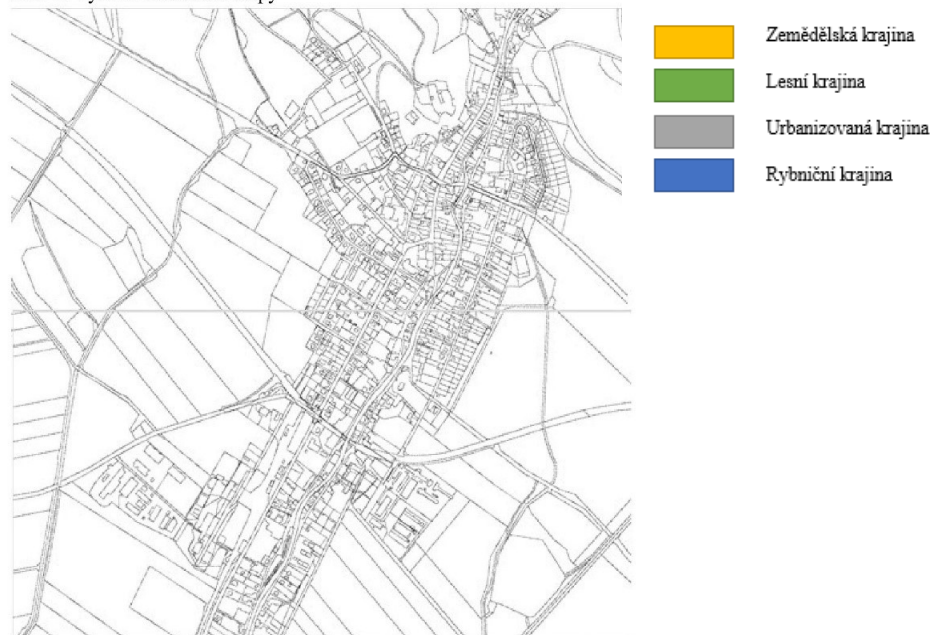 Zemědělská krajina
Lesní krajina
Urbanizovaná krajina
Rybniční krajina